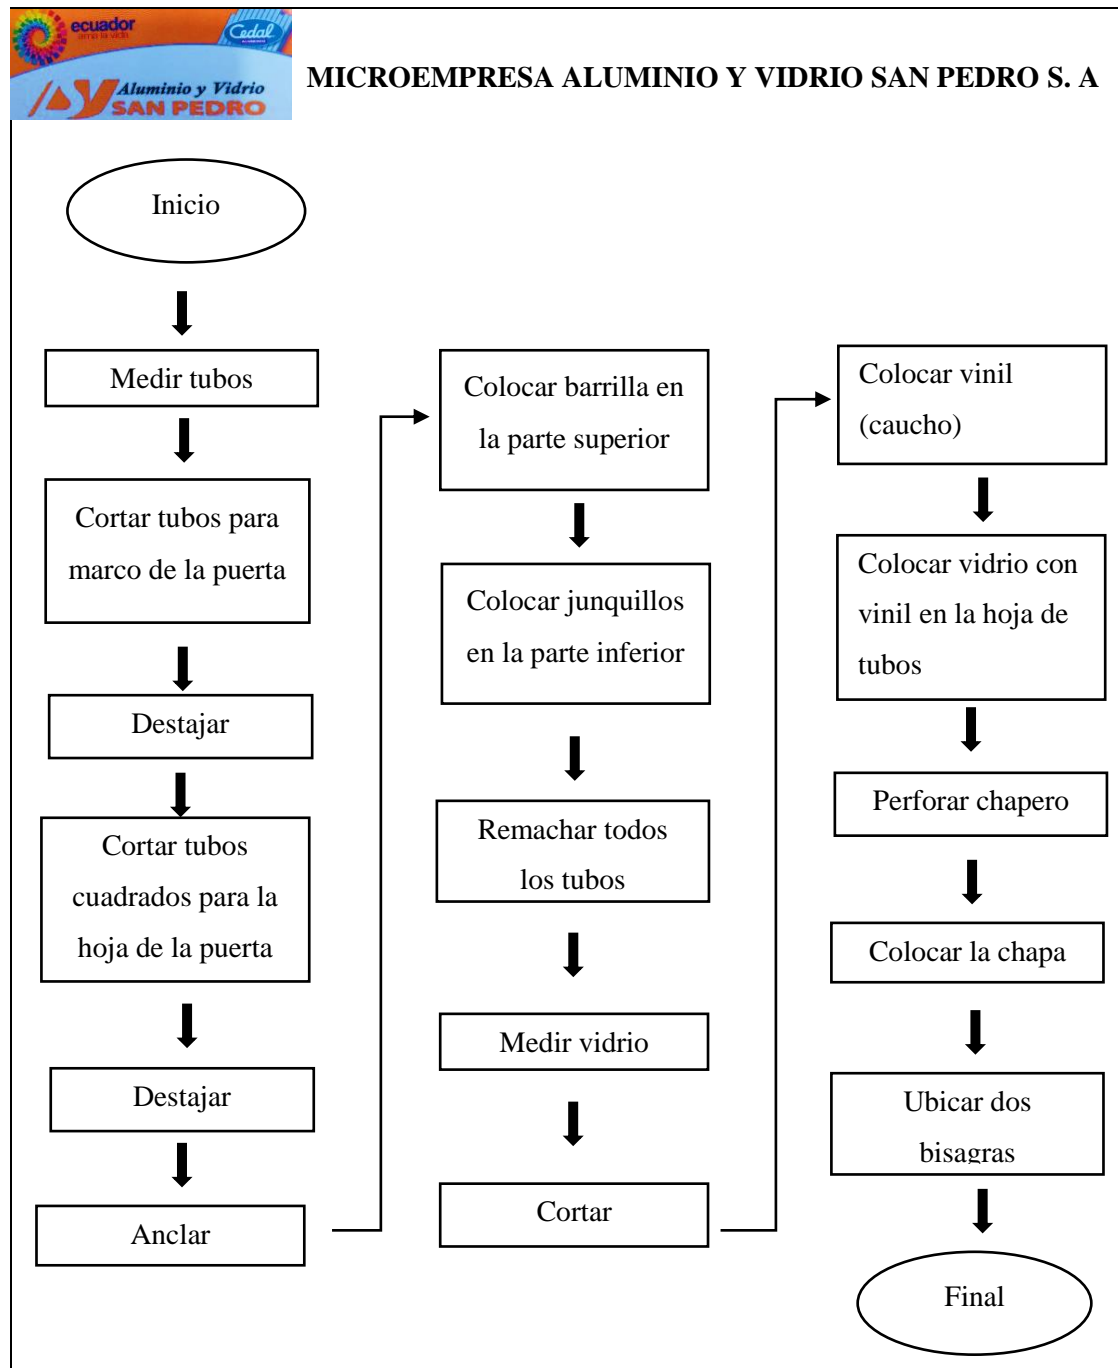 ecuador
ama la vida
Cedal
Aluminio y Vidrio
SAN PEDRO
MICROEMPRESA ALUMINIO Y VIDRIO SAN PEDRO S. A
Inicio
Medir tubos
Cortar tubos para
marco de la puerta
Destajar
Cortar tubos
cuadrados para la
hoja de la puerta
Destajar
Anclar
Colocar barrilla en
la parte superior
Colocar junquillos
en la parte inferior
Remachar todos
los tubos
Medir vidrio
Cortar
Colocar vinil
(caucho)
Colocar vidrio con
vinil en la hoja de
tubos
Perforar chapero
Colocar la chapa
Ubicar dos
bisagras
Final